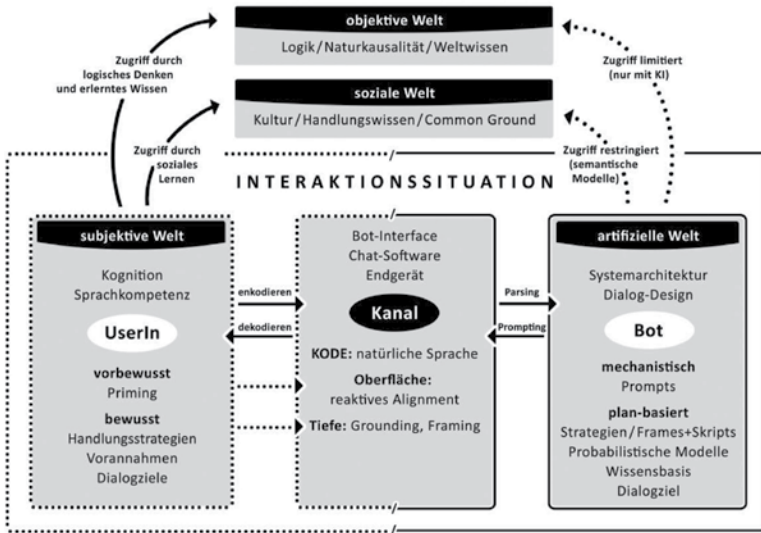 objektive Welt
Logik/Naturkausalität/Weltwissen
Zugriff durch
logisches Denken
und erlerntes Wissen
Zugriff limitiert
(nur mit KI)
soziale Welt
Kultur/Handlungswissen/Common Ground
Zugriff durch
soziales
Lernen
Zugriff restringiert
(semantische
Modelle)
INTERAKTIONSSITUATION
subjektive Welt
Kognition
Sprachkompetenz
UserIn
vorbewusst
Priming
bewusst
Handlungsstrategien
Vorannahmen
Dialogziele
enkodieren
dekodieren
Bot-Interface
Chat-Software
Endgerät
Kanal
KODE: natürliche Sprache
Oberfläche:
reaktives Alignment
Tiefe: Grounding, Framing
Parsing
Prompting
artifizielle Welt
Systemarchitektur
Dialog-Design
Bot
mechanistisch
Prompts
plan-basiert
Strategien/Frames+Skripts
Probabilistische Modelle
Wissensbasis
Dialogziel